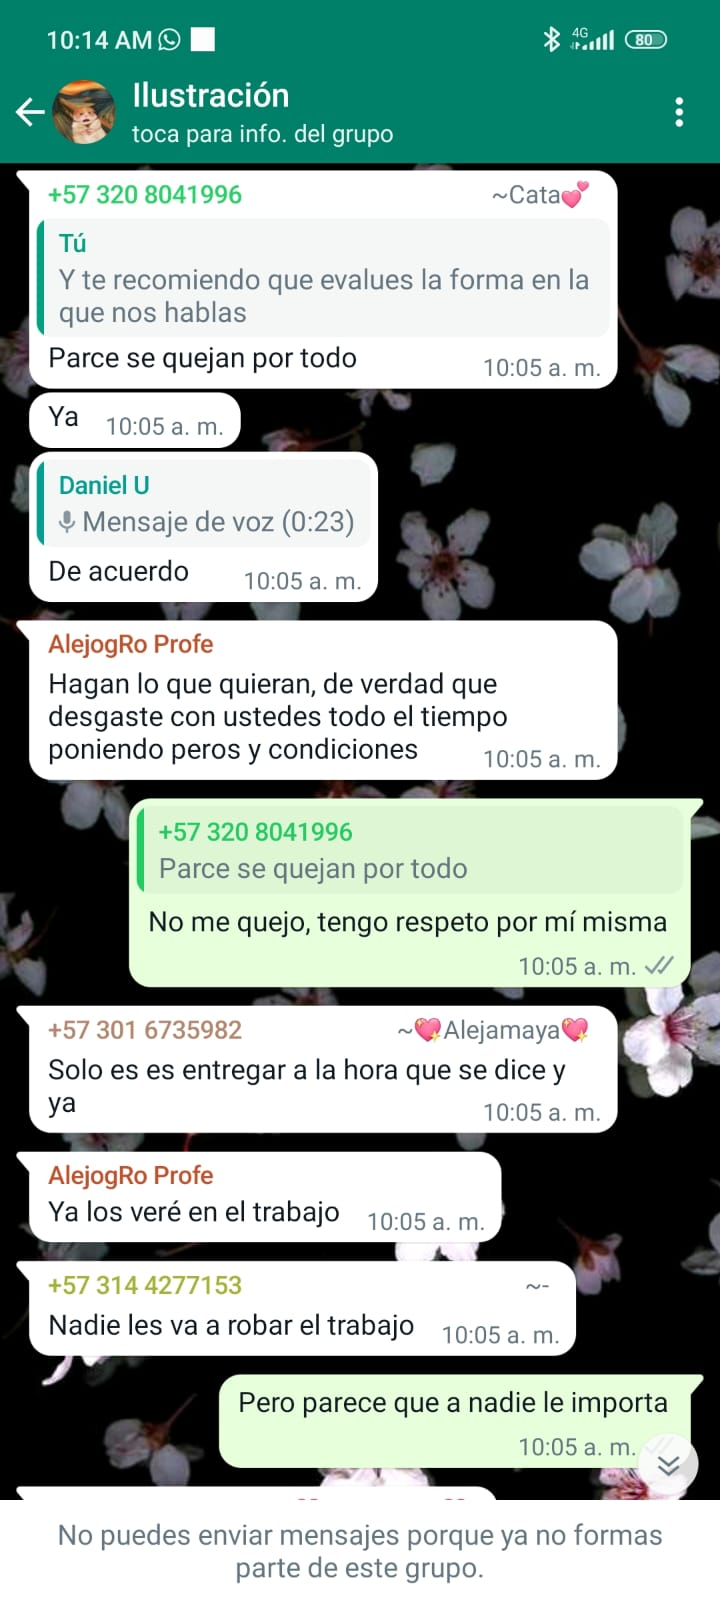 10:14 AM
4G
80
Ilustración
toca para info. del grupo
+57 320 8041996 ~Cata💕
Tú
Y te recomiendo que evalues la forma en la
que nos hablas
Parce se quejan por todo 10:05 a. m.
Ya 10:05 a. m.
Daniel U
Mensaje de voz (0:23)
De acuerdo 10:05 a. m.
AlejogRo Profe
Hagan lo que quieran, de verdad que
desgaste con ustedes todo el tiempo
poniendo peros y condiciones 10:05 a. m.
+57 320 8041996
Parce se quejan por todo
No me quejo, tengo respeto por mí misma
10:05 a. m.
+57 301 6735982 ~💖Alejamaya💖
Solo es es entregar a la hora que se dice y
ya 10:05 a. m.
AlejogRo Profe
Ya los veré en el trabajo 10:05 a. m.
+57 314 4277153 ~-
Nadie les va a robar el trabajo 10:05 a. m.
Pero parece que a nadie le importa
10:05 a. m.
No puedes enviar mensajes porque ya no formas
parte de este grupo.